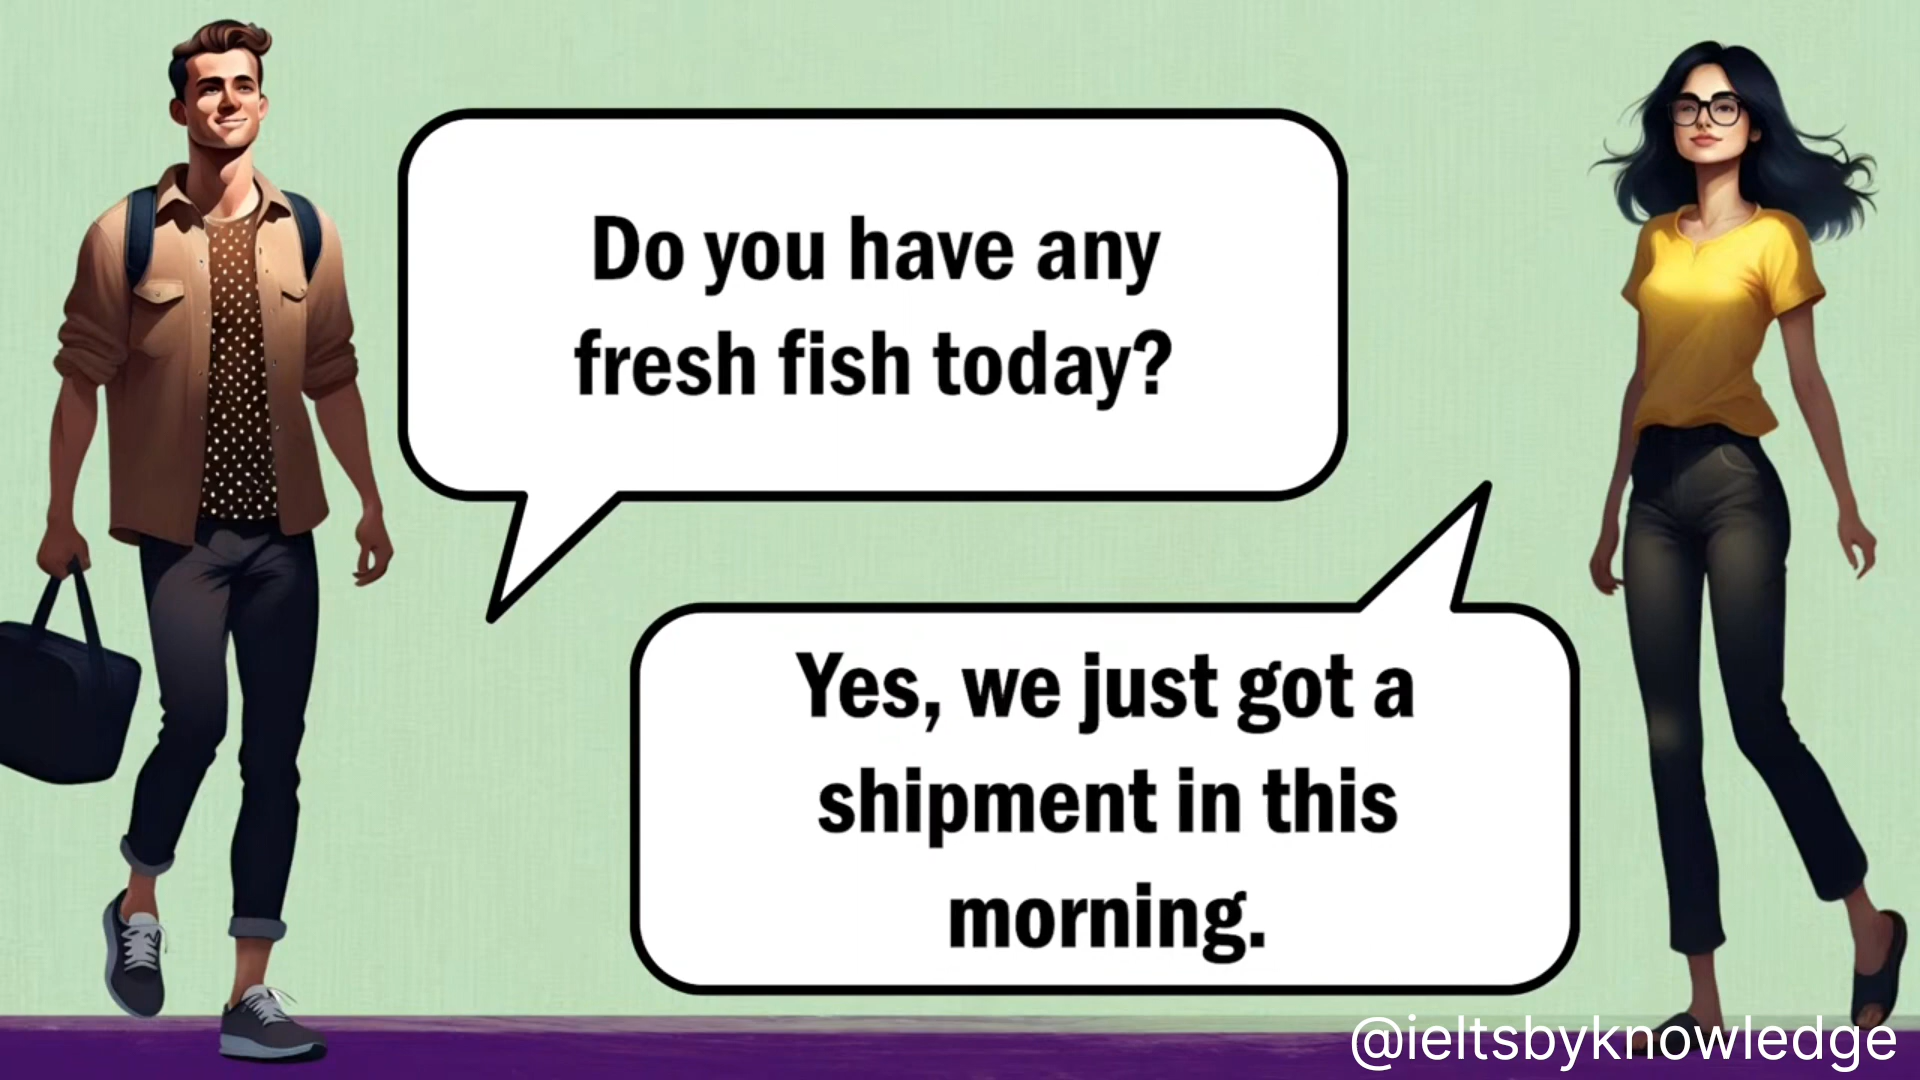 Do you have any
fresh fish today?
Yes, we just got a
shipment in this
morning.
@ieltsbyknowledge